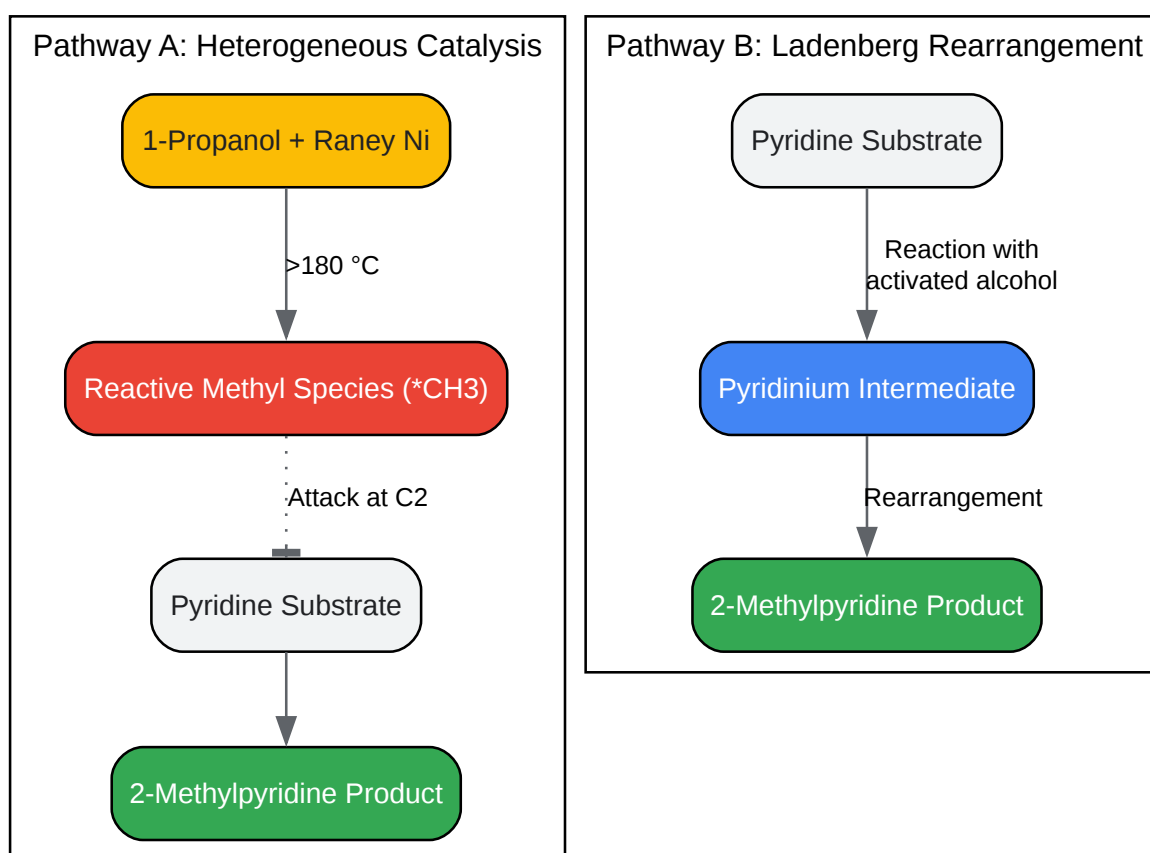 Pathway A: Heterogeneous Catalysis
1-Propanol + Raney Ni
>180 °C
Reactive Methyl Species (*CH3)
Attack at C2
Pyridine Substrate
2-Methylpyridine Product
Pathway B: Ladenberg Rearrangement
Pyridine Substrate
Reaction with
activated alcohol
Pyridinium Intermediate
Rearrangement
2-Methylpyridine Product